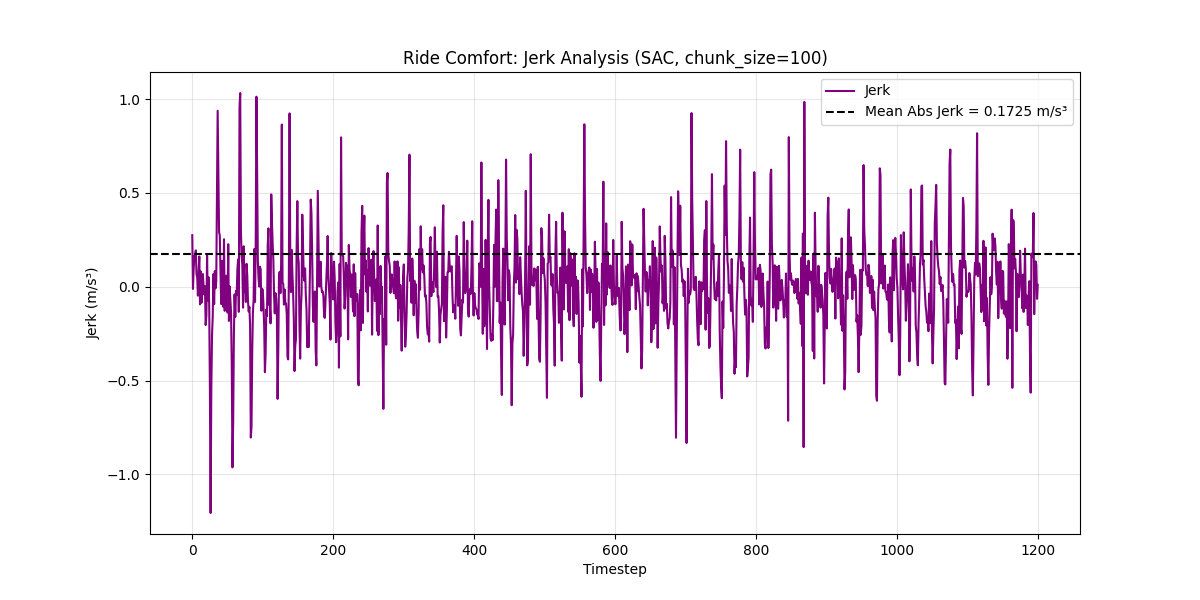 Ride Comfort: Jerk Analysis (SAC, chunk_size=100)
Jerk
Mean Abs Jerk = 0.1725 m/s³
Jerk (m/s³)
1.0
0.5
0.0
−0.5
−1.0
0 200 400 600 800 1000 1200
Timestep